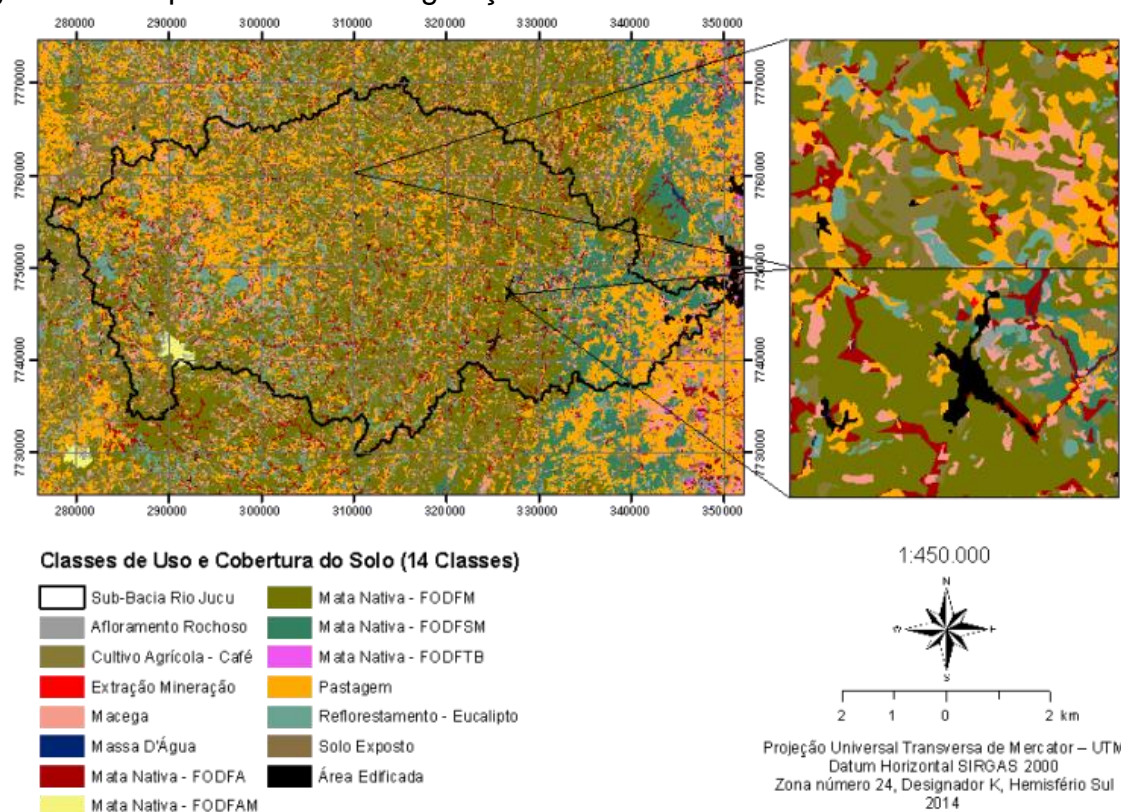 280000 290000 300000 310000 320000 330000 340000 350000
7770000 7770000
7760000 7760000
7750000 7750000
7740000 7740000
7730000 7730000
280000 290000 300000 310000 320000 330000 340000 350000
Classes de Uso e Cobertura do Solo (14 Classes)
Sub-Bacia Rio Jucu
Afloramento Rochoso
Cultivo Agrícola - Café
Extração Mineração
Macega
Massa D'Água
Mata Nativa - FODFA
Mata Nativa - FODFAM
Mata Nativa - FODFM
Mata Nativa - FODFSM
Mata Nativa - FODFTB
Pastagem
Reflorestamento - Eucalipto
Solo Exposto
Área Edificada
1:450.000
N
S
2 1 0 2 km
Projeção Universal Transversa de Mercator – UTM
Datum Horizontal SIRGAS 2000
Zona número 24, Designador K, Hemisfério Sul
2014